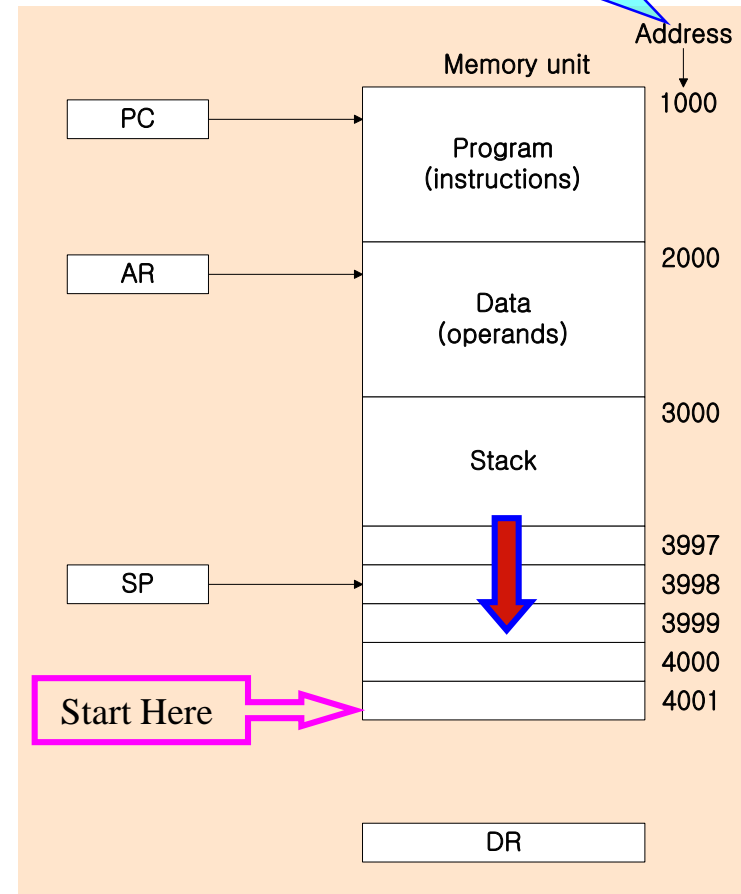 Address
Memory unit
1000
PC
Program
(instructions)
2000
AR
Data
(operands)
3000
Stack
3997
SP
3998
3999
4000
4001
Start Here
DR